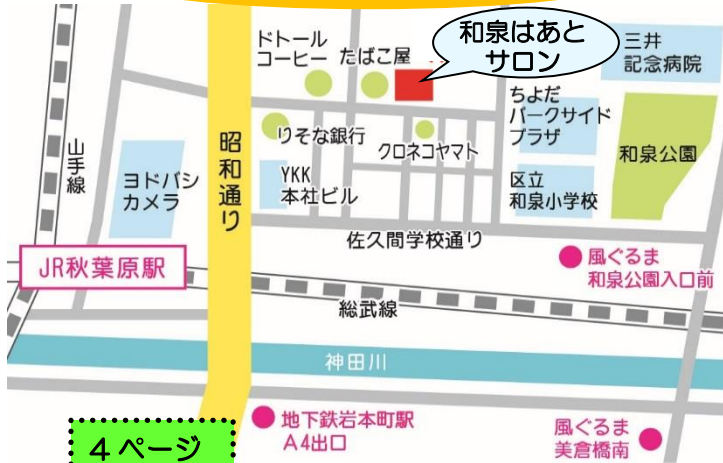 和泉はあと
サロン
ドトール
コーヒー
たばこ屋
三井
記念病院
ちよだ
パークサイド
プラザ
和泉公園
山手線
昭和通り
りそな銀行
クロネコヤマト
ヨドバシ
カメラ
YKK
本社ビル
区立
和泉小学校
佐久間学校通り
JR秋葉原駅
風ぐるま
和泉公園入口前
総武線
神田川
地下鉄岩本町駅
A4出口
風ぐるま
美倉橋南
4ページ